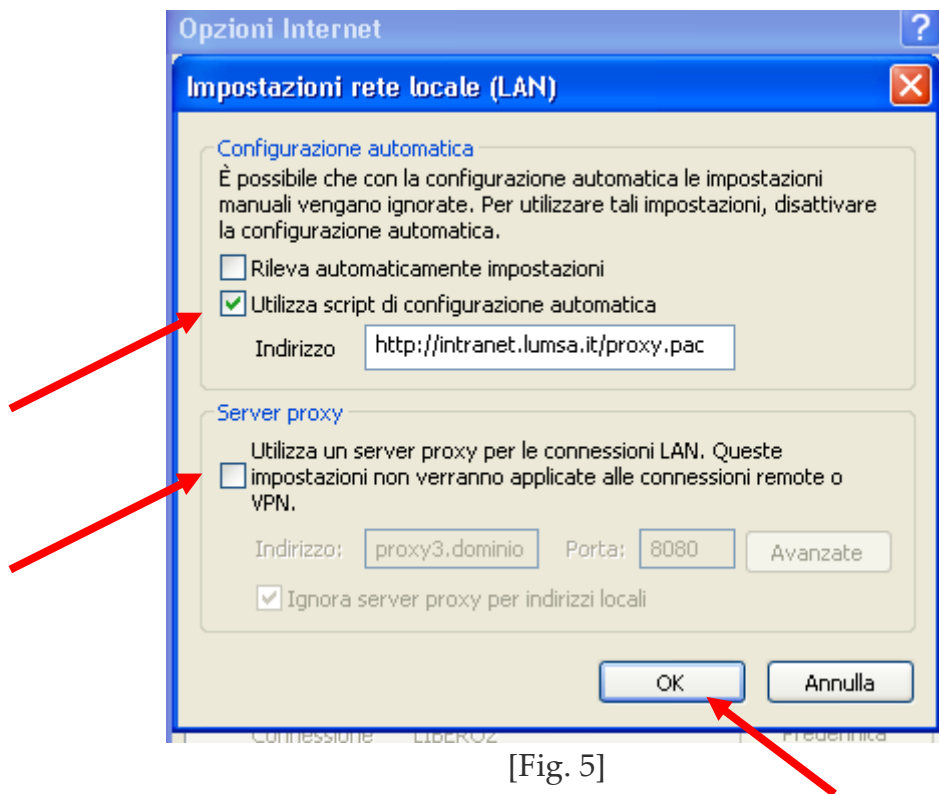 Opzioni Internet
?
Impostazioni rete locale (LAN)
Configurazione automatica
È possibile che con la configurazione automatica le impostazioni
manuali vengano ignorate. Per utilizzare tali impostazioni, disattivare
la configurazione automatica.
Rileva automaticamente impostazioni
Utilizza script di configurazione automatica
Indirizzo http://intranet.lumsa.it/proxy.pac
Server proxy
Utilizza un server proxy per le connessioni LAN. Queste
impostazioni non verranno applicate alle connessioni remote o
VPN.
Indirizzo: proxy3.dominio Porta: 8080 Avanzate
Ignora server proxy per indirizzi locali
OK Annulla
Connessione LIBERO2 Predefinita
[Fig. 5]